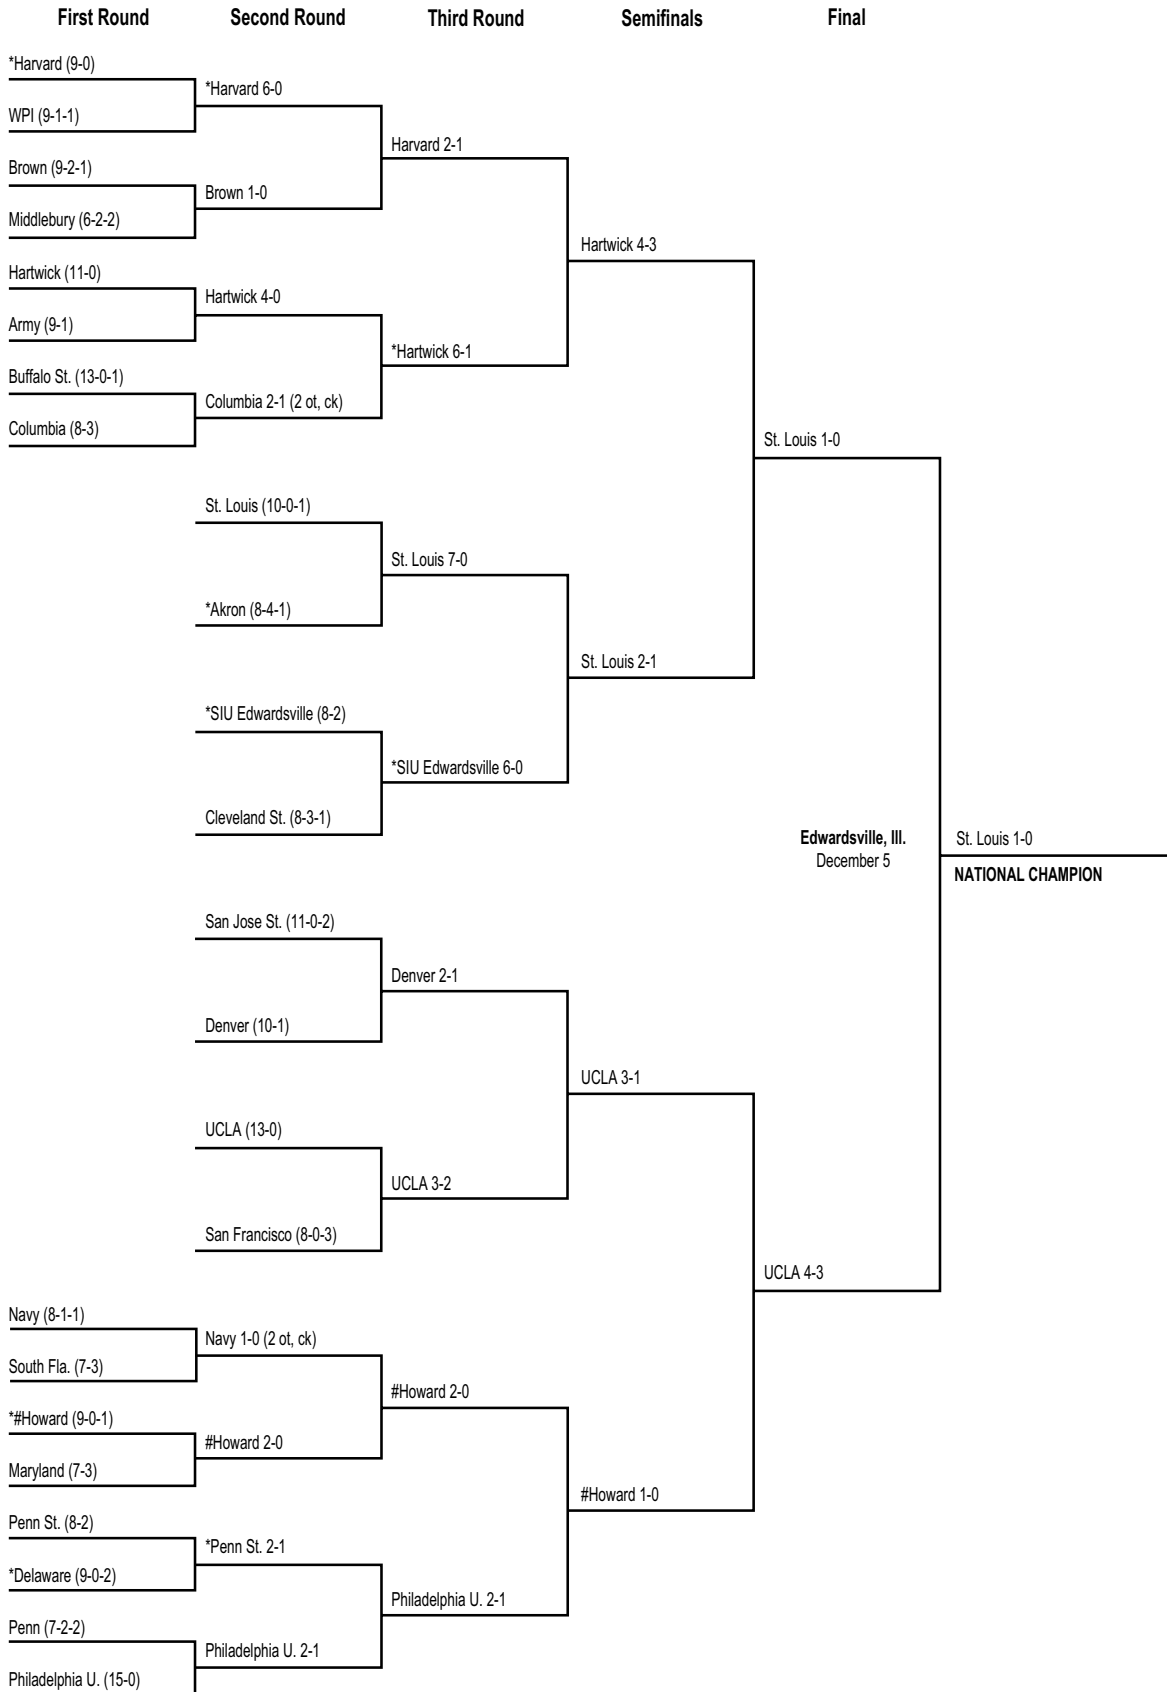 First Round Second Round Third Round Semifinals Final
*Harvard (9-0)
WPI (9-1-1)
Brown (9-2-1)
Middlebury (6-2-2)
Hartwick (11-0)
Army (9-1)
Buffalo St. (13-0-1)
Columbia (8-3)
*Harvard 6-0
Brown 1-0
Hartwick 4-0
Columbia 2-1 (2 ot, ck)
St. Louis (10-0-1)
*Akron (8-4-1)
*SIU Edwardsville (8-2)
Cleveland St. (8-3-1)
Harvard 2-1
*Hartwick 6-1
St. Louis 7-0
*SIU Edwardsville 6-0
Hartwick 4-3
St. Louis 2-1
St. Louis 1-0
San Jose St. (11-0-2)
Denver (10-1)
UCLA (13-0)
San Francisco (8-0-3)
Navy (8-1-1)
South Fla. (7-3)
*#Howard (9-0-1)
Maryland (7-3)
Penn St. (8-2)
*Delaware (9-0-2)
Penn (7-2-2)
Philadelphia U. (15-0)
Navy 1-0 (2 ot, ck)
#Howard 2-0
*Penn St. 2-1
Philadelphia U. 2-1
Denver 2-1
UCLA 3-2
#Howard 2-0
Philadelphia U. 2-1
UCLA 3-1
#Howard 1-0
UCLA 4-3
Edwardsville, Ill.
December 5
St. Louis 1-0
NATIONAL CHAMPION